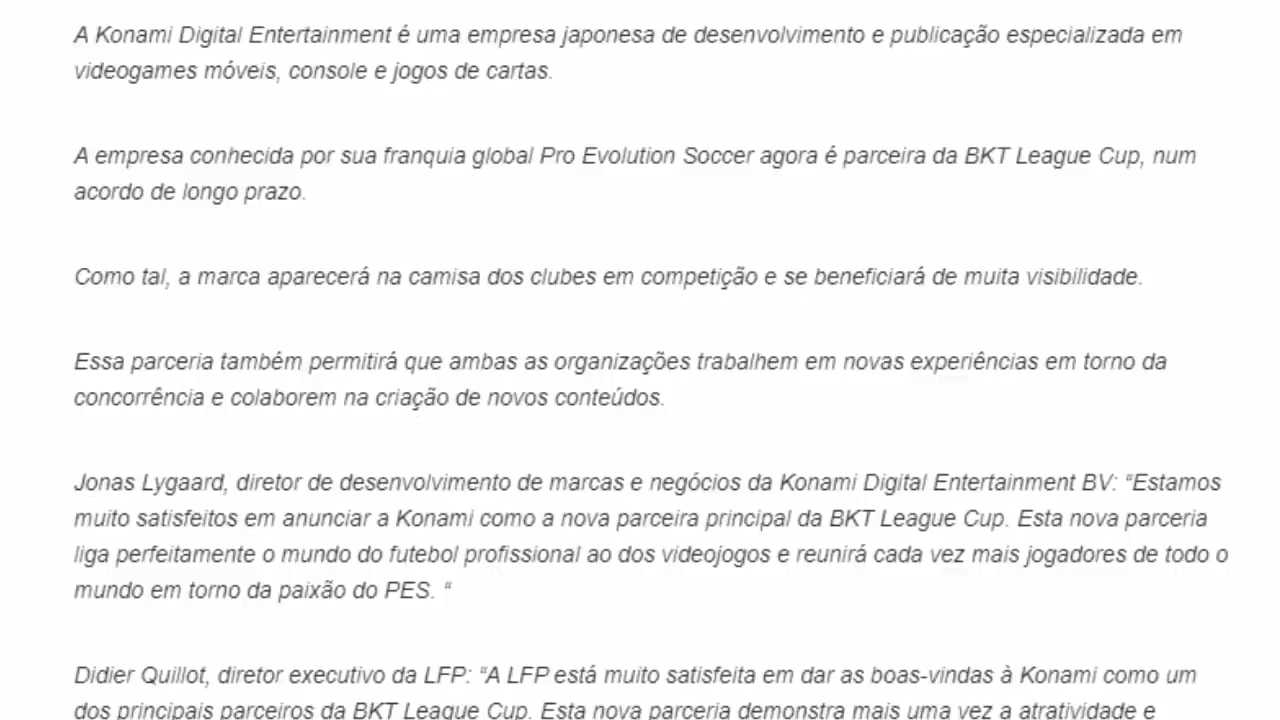 A Konami Digital Entertainment é uma empresa japonesa de desenvolvimento e publicação especializada em
videogames móveis, console e jogos de cartas.
A empresa conhecida por sua franquia global Pro Evolution Soccer agora é parceira da BKT League Cup, num
acordo de longo prazo.
Como tal, a marca aparecerá na camisa dos clubes em competição e se beneficiará de muita visibilidade.
Essa parceria também permitirá que ambas as organizações trabalhem em novas experiências em torno da
concorrência e colaborem na criação de novos conteúdos.
Jonas Lygaard, diretor de desenvolvimento de marcas e negócios da Konami Digital Entertainment BV: “Estamos
muito satisfeitos em anunciar a Konami como a nova parceira principal da BKT League Cup. Esta nova parceria
liga perfeitamente o mundo do futebol profissional ao dos videojogos e reunirá cada vez mais jogadores de todo o
mundo em torno da paixão do PES. “
Didier Quillot, diretor executivo da LFP: “A LFP está muito satisfeita em dar as boas-vindas à Konami como um
dos principais parceiros da BKT League Cup. Esta nova parceria demonstra mais uma vez a atratividade e